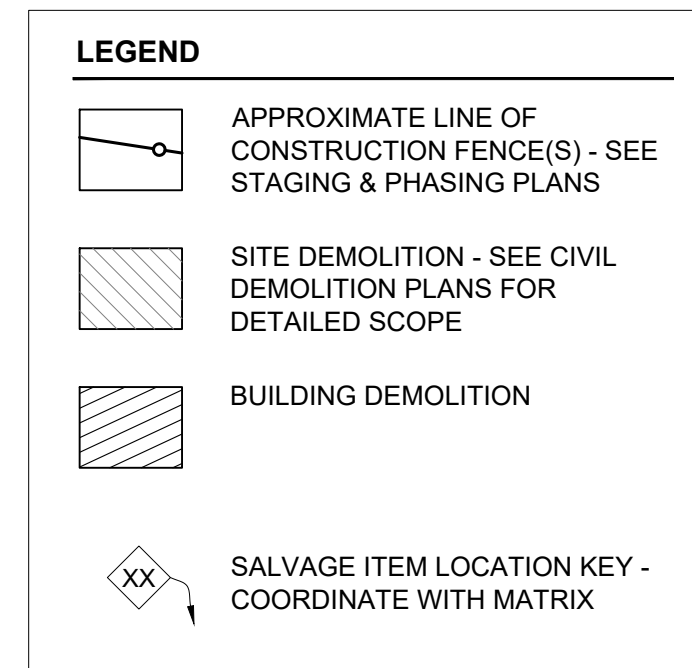 LEGEND
APPROXIMATE LINE OF
CONSTRUCTION FENCE(S) - SEE
STAGING & PHASING PLANS
SITE DEMOLITION - SEE CIVIL
DEMOLITION PLANS FOR
DETAILED SCOPE
BUILDING DEMOLITION
XX
SALVAGE ITEM LOCATION KEY -
COORDINATE WITH MATRIX